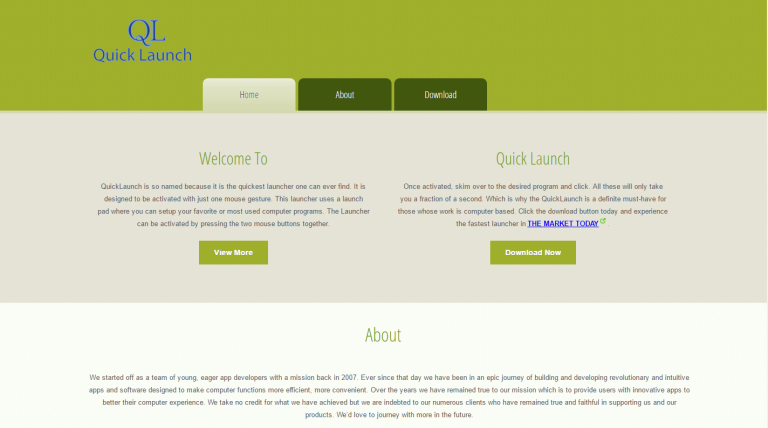 QL
Quick Launch
Home
About
Download
Welcome To
QuickLaunch is so named because it is the quickest launcher one can ever find. It is
designed to be activated with just one mouse gesture. This launcher uses a launch
pad where you can setup your favorite or most used computer programs. The Launcher
can be activated by pressing the two mouse buttons together.
View More
Quick Launch
Once activated, skim over to the desired program and click. All these will only take
you a fraction of a second. Which is why the QuickLaunch is a definite must-have for
those whose work is computer based. Click the download button today and experience
the fastest launcher in THE MARKET TODAY.
Download Now
About
We started off as a team of young, eager app developers with a mission back in 2007. Ever since that day we have been in an epic journey of building and developing revolutionary and intuitive
apps and software designed to make computer functions more efficient, more convenient. Over the years we have remained true to our mission which is to provide users with innovative apps to
better their computer experience. We take no credit for what we have achieved but we are indebted to our numerous clients who have remained true and faithful in supporting us and our
products. We'd love to journey with more in the future.